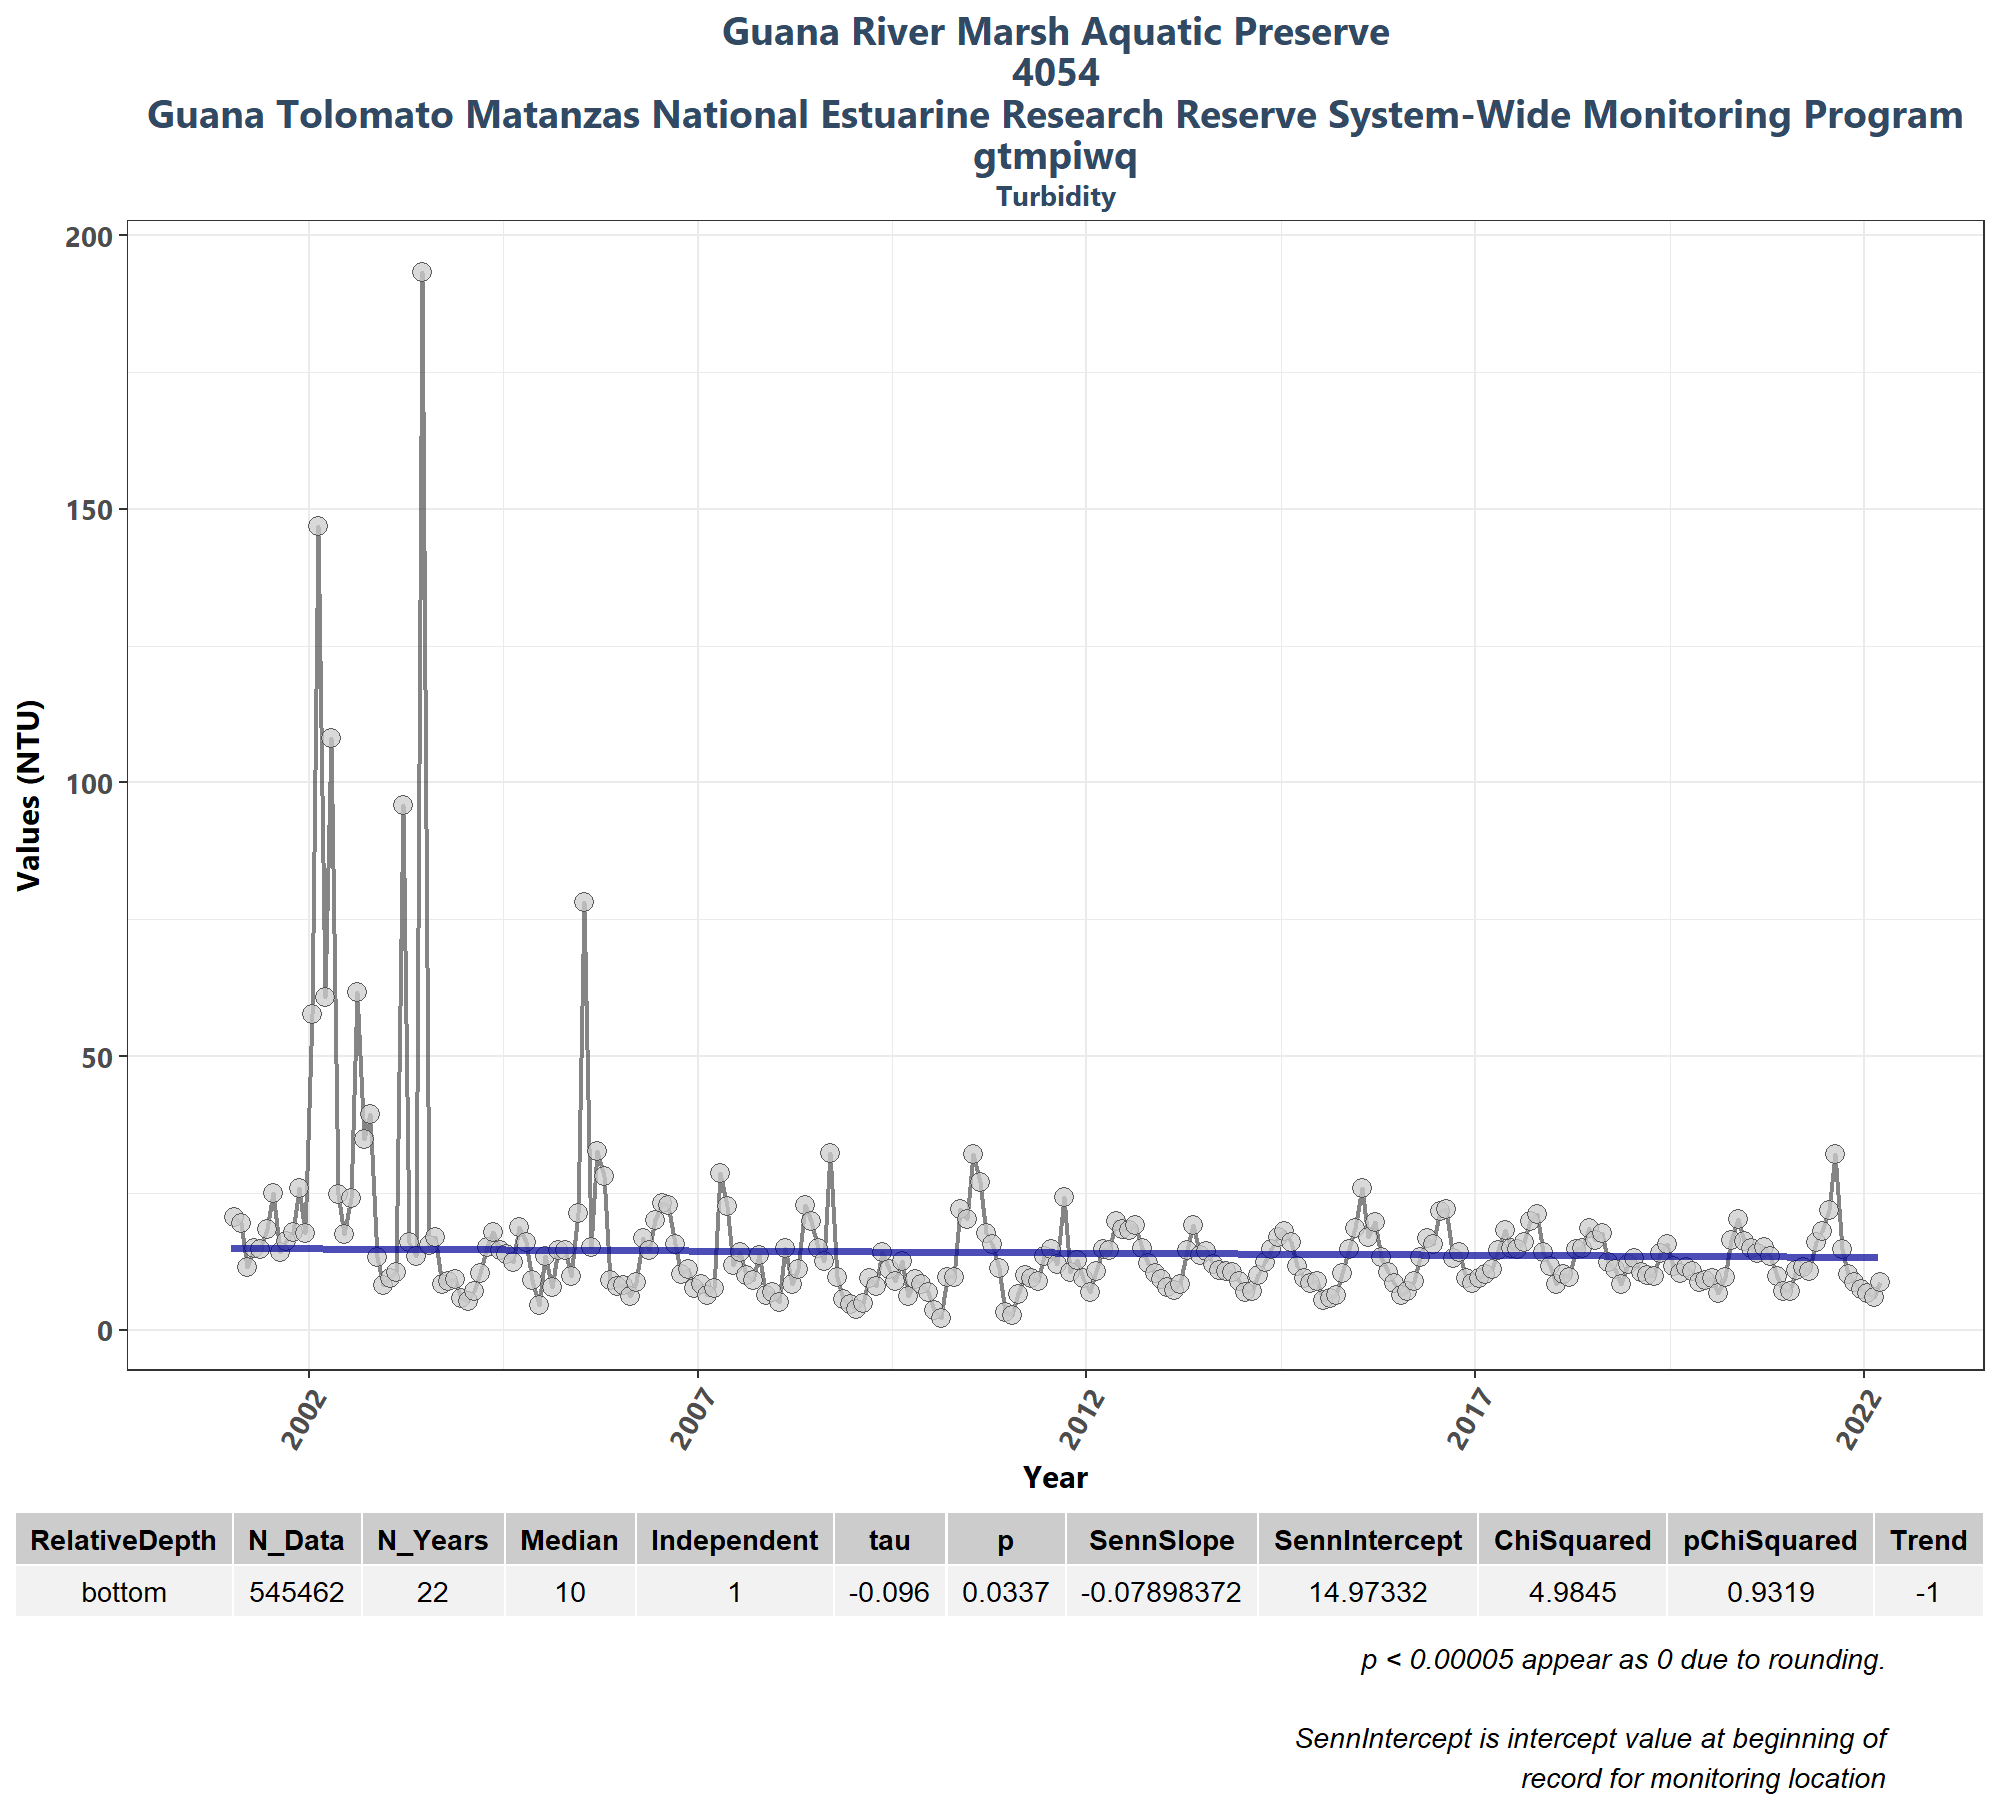 Guana River Marsh Aquatic Preserve
4054
Guana Tolomato Matanzas National Estuarine Research Reserve System-Wide Monitoring Program
gtmpiwq
Turbidity
200
150
100
50
0
Values (NTU)
2002
2007
2012
2017
2022
Year
RelativeDepth N_Data N_Years Median Independent tau p SennSlope SennIntercept ChiSquared pChiSquared Trend
bottom 545462 22 10 1 -0.096 0.0337 -0.07898372 14.97332 4.9845 0.9319 -1
p < 0.00005 appear as 0 due to rounding.
SennIntercept is intercept value at beginning of
record for monitoring location